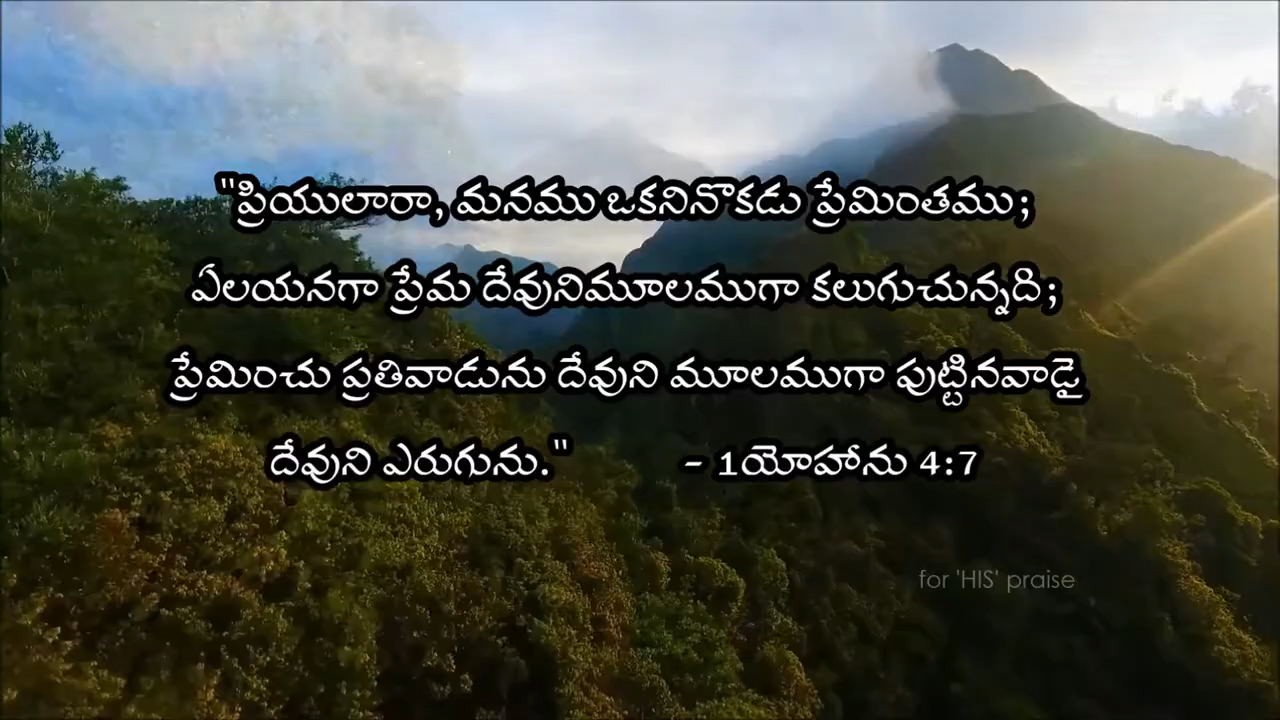 "ప్రియులారా, మనము ఒకనినొకడు ప్రేమింతము;
ఏలయనగా ప్రేమ దేవునిమూలముగా కలుగుచున్నది;
ప్రేమించు ప్రతివాడును దేవుని మూలముగా పుట్టినవాడై
దేవుని ఎరుగును." - 1యోహాను 4:7
for 'HIS' praise